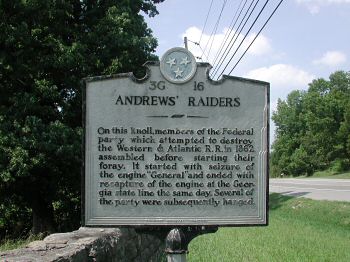 3G 16
ANDREWS' RAIDERS
On this knoll, members of the Federal
party which attempted to destroy
the Western & Atlantic R.R. in 1862,
assembled before starting their
foray. It started with seizure of
the engine "General" and ended with
recapture of the engine at the Geor-
gia state line the same day. Several of
the party were subsequently hanged.